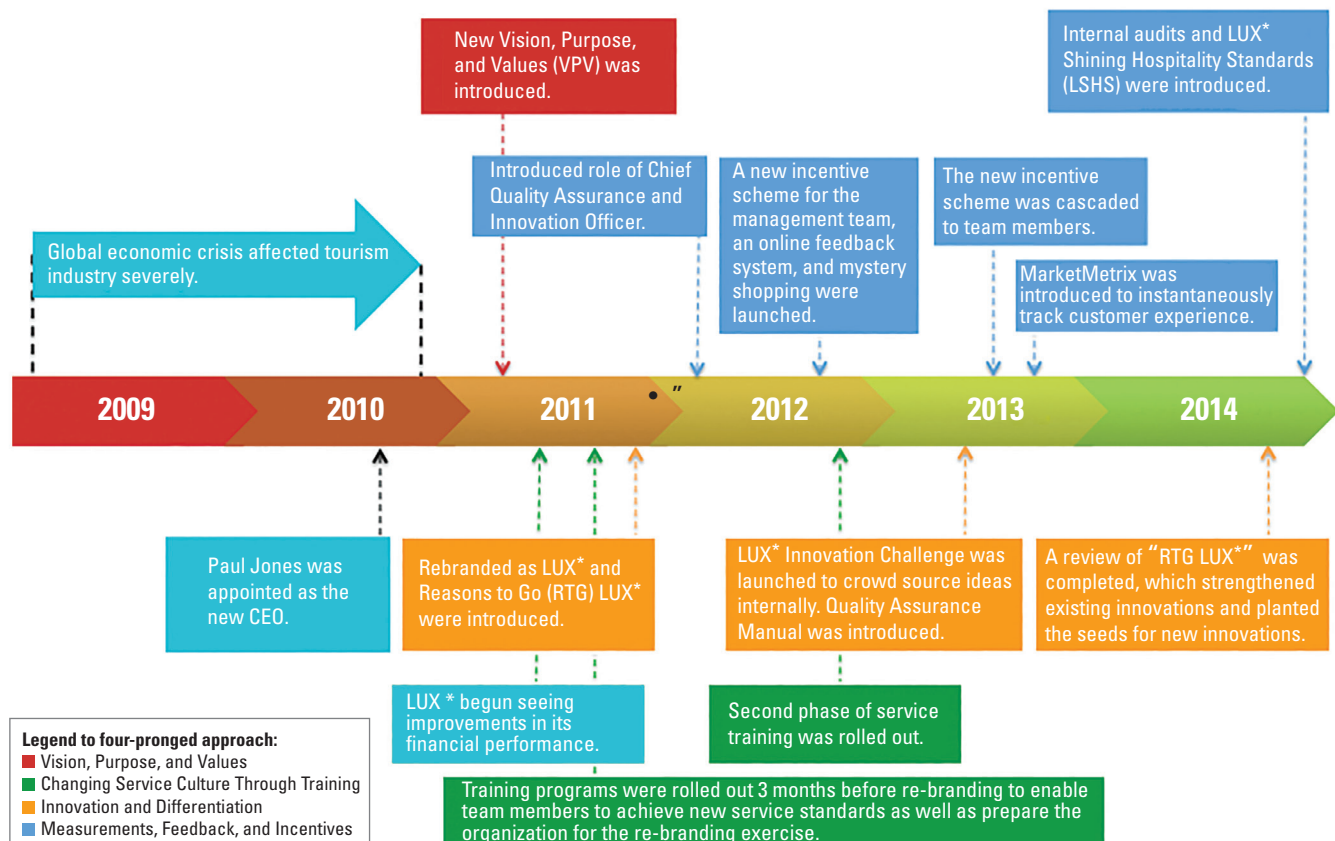 New Vision, Purpose,
and Values (VPV) was
introduced.
Internal audits and LUX*
Shining Hospitality Standards
(LSHS) were introduced.
Introduced role of Chief
Quality Assurance and
Innovation Officer.
A new incentive
scheme for the
management team,
an online feedback
system, and mystery
shopping were
launched.
The new incentive
scheme was cascaded
to team members.
MarketMetrix was
introduced to instantaneously
track customer experience.
Global economic crisis affected tourism
industry severely.
2009
2010
2011
• ”
2012
2013
2014
Paul Jones was
appointed as the
new CEO.
Rebranded as LUX* and
Reasons to Go (RTG) LUX*
were introduced.
LUX* Innovation Challenge was
launched to crowd source ideas
internally. Quality Assurance
Manual was introduced.
A review of “RTG LUX*” was
completed, which strengthened
existing innovations and planted
the seeds for new innovations.
LUX * begun seeing
improvements in its
financial performance.
Second phase of service
training was rolled out.
Training programs were rolled out 3 months before re-branding to enable
team members to achieve new service standards as well as prepare the
organization for the re-branding exercise.
Legend to four-pronged approach:
Vision, Purpose, and Values
Changing Service Culture Through Training
Innovation and Differentiation
Measurements, Feedback, and Incentives